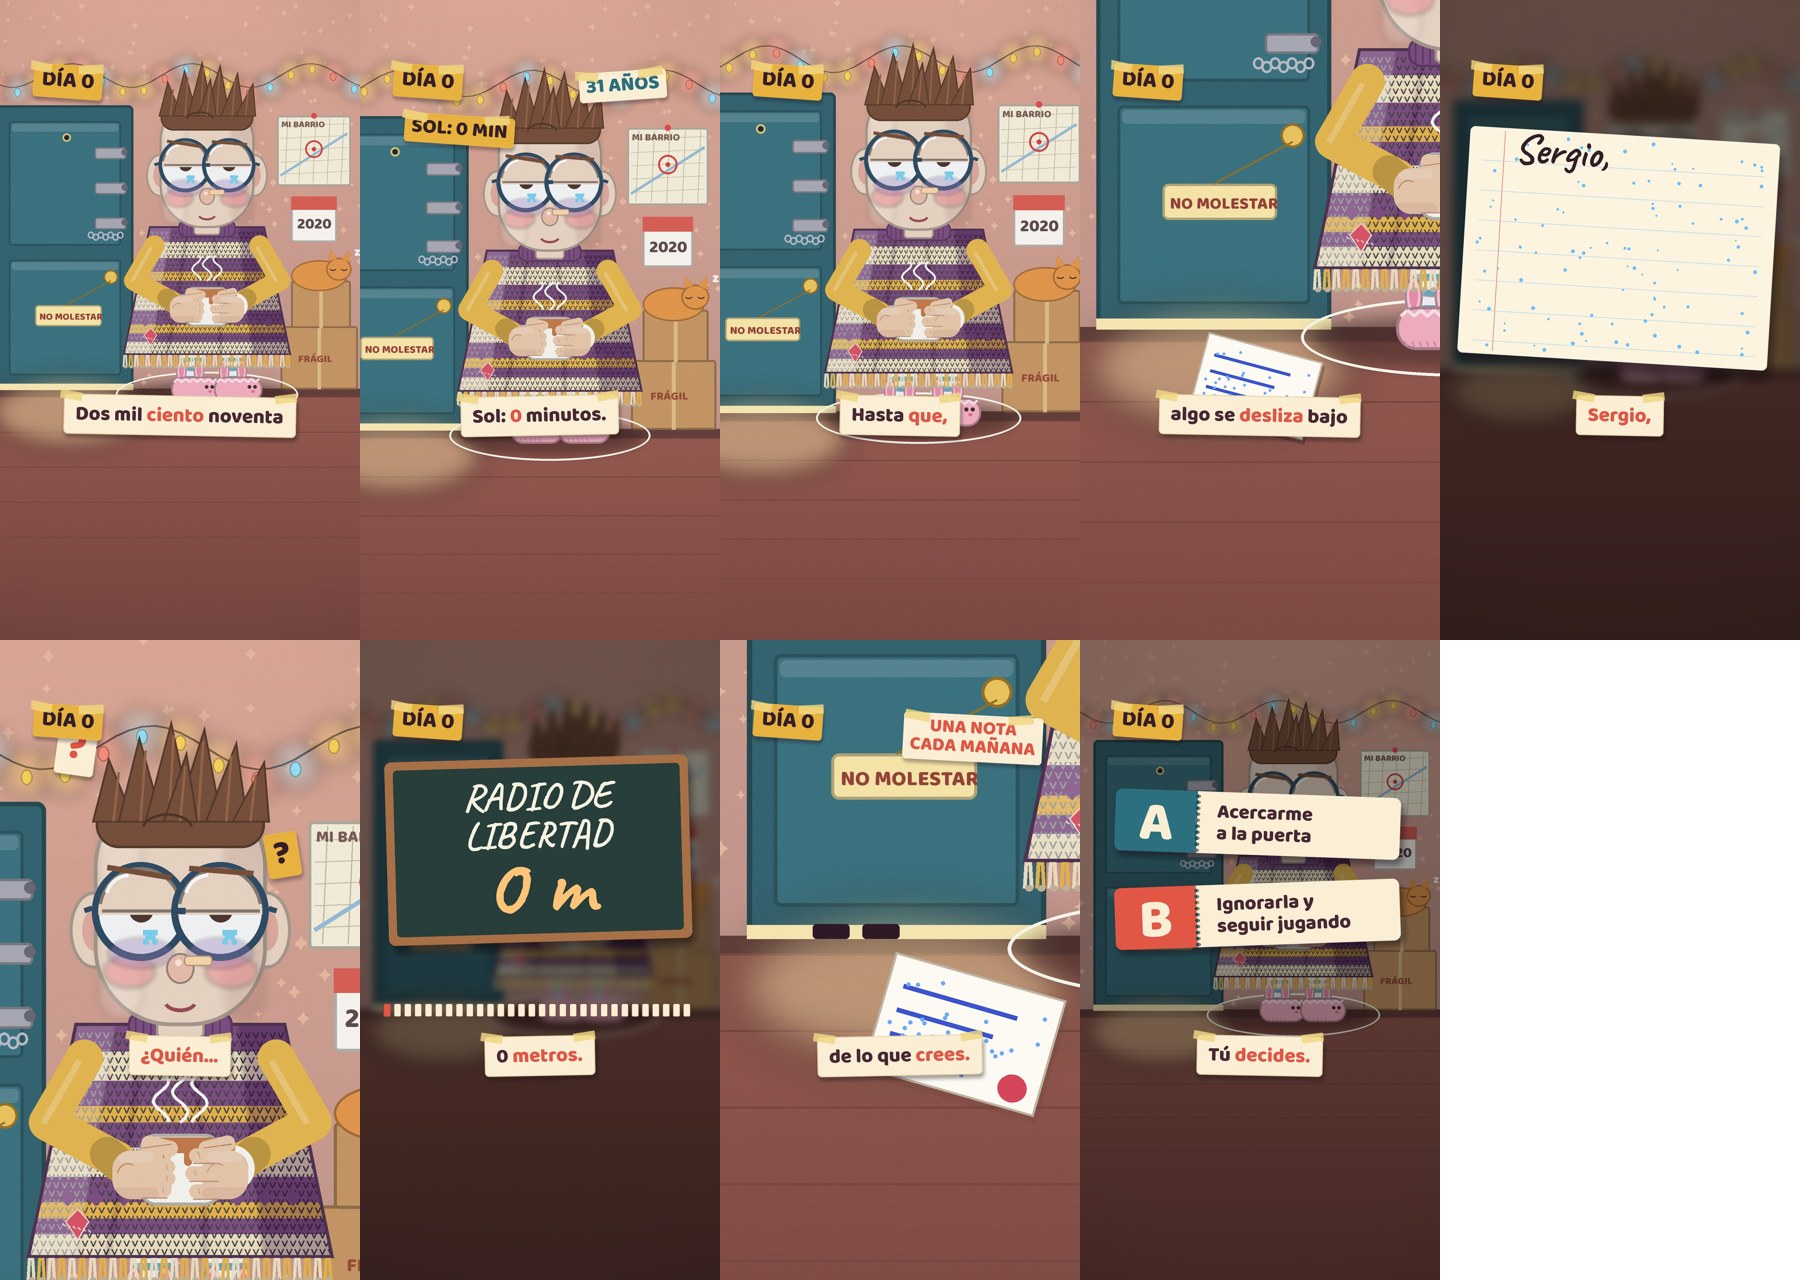 DÍA 0
MI BARRIO
2020
NO MOLESTAR
FRÁGIL
Dos mil ciento noventa
DÍA 0
31 AÑOS
SOL: 0 MIN
MI BARRIO
2020
z
NO MOLESTAR
FRÁGIL
Sol: 0 minutos.
DÍA 0
MI BARRIO
2020
NO MOLESTAR
FRÁGIL
Hasta que,
DÍA 0
NO MOLESTAR
algo se desliza bajo
DÍA 0
Sergio,
Sergio,
DÍA 0
?
?
MI BA
2
¿Quién...
F
DÍA 0
RADIO DE
LIBERTAD
0 m
0 metros.
DÍA 0
UNA NOTA
CADA MAÑANA
NO MOLESTAR
de lo que crees.
DÍA 0
MI BARRIO
A
Acercarme
a la puerta
20
B
Ignorarla y
seguir jugando
FRÁGIL
Tú decides.